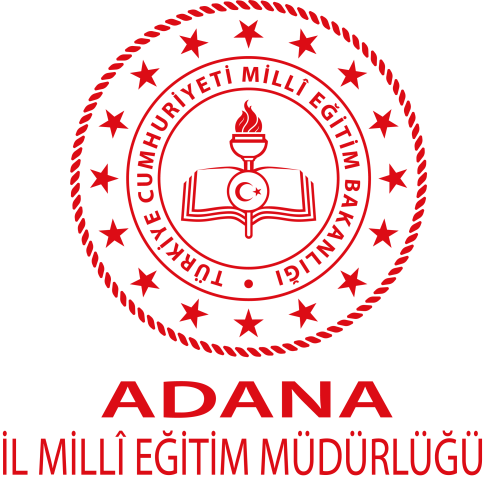 TÜRKİYE CUMHURİYETİ MİLLÎ EĞİTİM BAKANLIĞI
ADANA
İL MİLLÎ EĞİTİM MÜDÜRLÜĞÜ